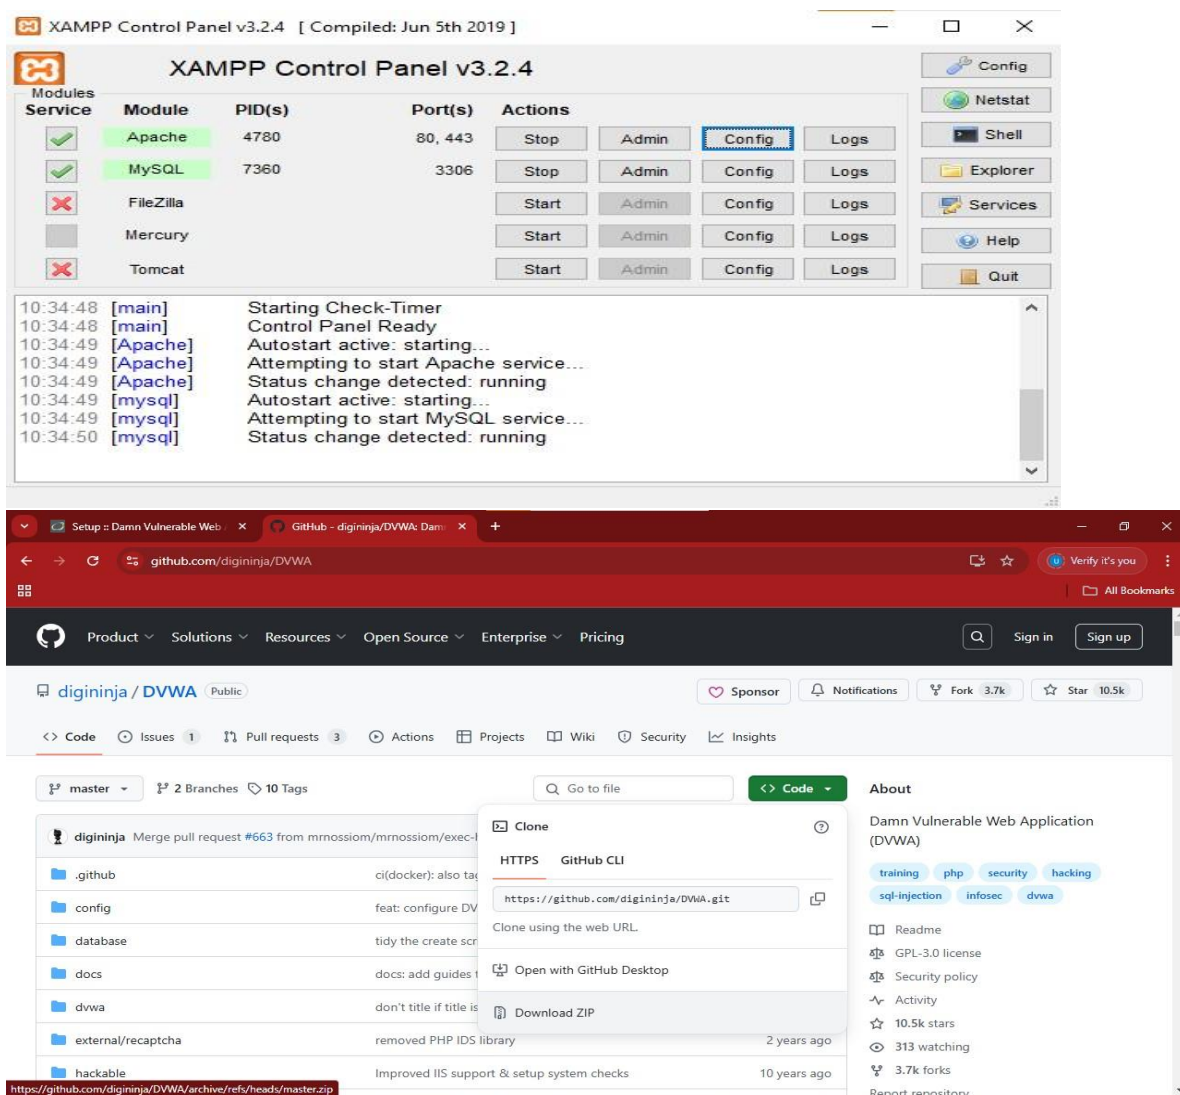 XAMPP Control Panel v3.2.4 [ Compiled: Jun 5th 2019 ]
XAMPP Control Panel v3.2.4
Config
Modules
Service Module PID(s) Port(s) Actions
Netstat
Apache 4780 80, 443 Stop Admin Config Logs
Shell
MySQL 7360 3306 Stop Admin Config Logs
Explorer
FileZilla Start Admin Config Logs
Services
Mercury Start Admin Config Logs
Help
Tomcat Start Admin Config Logs
Quit
10:34:48 [main] Starting Check-Timer
10:34:48 [main] Control Panel Ready
10:34:49 [Apache] Autostart active: starting...
10:34:49 [Apache] Attempting to start Apache service...
10:34:49 [Apache] Status change detected: running
10:34:49 [mysql] Autostart active: starting...
10:34:49 [mysql] Attempting to start MySQL service...
10:34:50 [mysql] Status change detected: running
Setup :: Damn Vulnerable Web GitHub - digininja/DVWA: Dam
github.com/digininja/DVWA Verify it's you
All Bookmarks
Product Solutions Resources Open Source Enterprise Pricing Sign in Sign up
digininja / DVWA Public Sponsor Notifications Fork 3.7k Star 10.5k
Code Issues 1 Pull requests 3 Actions Projects Wiki Security Insights
master 2 Branches 10 Tags Go to file Code About
Damn Vulnerable Web Application
(DVWA)
Clone
digininja Merge pull request #663 from mrnossiom/mrnossiom/exec-
HTTPS GitHub CLI
training php security hacking
.github ci(docker): also ta
sql-injection infosec dvwa
https://github.com/digininja/DVWA.git
config feat: configure DV
Clone using the web URL.
Readme
database tidy the create scr
GPL-3.0 license
docs docs: add guides
Open with GitHub Desktop
Security policy
Activity
dvwa don't title if title is
Download ZIP
10.5k stars
external/recaptcha removed PHP IDS library 2 years ago
313 watching
hackable Improved IIS support & setup system checks 10 years ago
3.7k forks
https://github.com/digininja/DVWA/archive/refs/heads/master.zip
Report repository